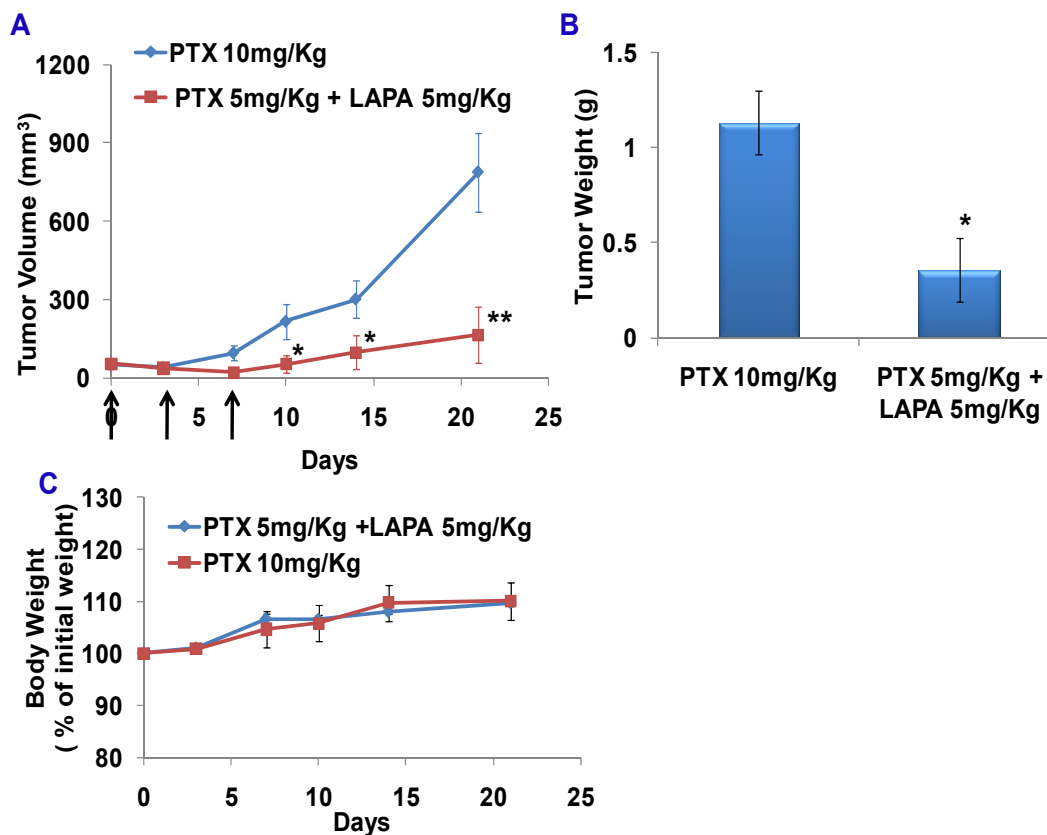 A
PTX 10mg/Kg
PTX 5mg/Kg + LAPA 5mg/Kg
Tumor Volume (mm³)
1200
900
600
300
0
0 5 10 15 20 25
* * **
Days
B
Tumor Weight (g)
1.5
1
0.5
0
*
PTX 10mg/Kg
PTX 5mg/Kg +
LAPA 5mg/Kg
C
PTX 5mg/Kg +LAPA 5mg/Kg
PTX 10mg/Kg
Body Weight
( % of initial weight)
130
120
110
100
90
80
0 5 10 15 20 25
Days